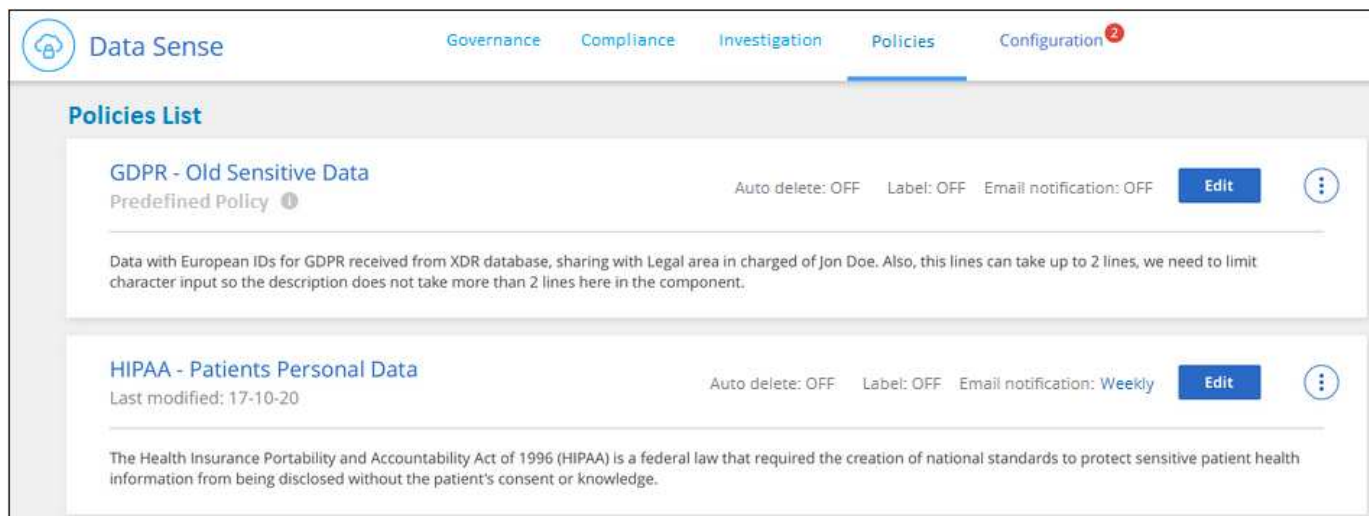 Data Sense
Governance
Compliance
Investigation
Policies
Configuration
2
Policies List
GDPR - Old Sensitive Data
Predefined Policy
i
Auto delete: OFF
Label: OFF
Email notification: OFF
Edit
Data with European IDs for GDPR received from XDR database, sharing with Legal area in charged of Jon Doe. Also, this lines can take up to 2 lines, we need to limit
character input so the description does not take more than 2 lines here in the component.
HIPAA - Patients Personal Data
Last modified: 17-10-20
Auto delete: OFF
Label: OFF
Email notification: Weekly
Edit
The Health Insurance Portability and Accountability Act of 1996 (HIPAA) is a federal law that required the creation of national standards to protect sensitive patient health
information from being disclosed without the patient's consent or knowledge.